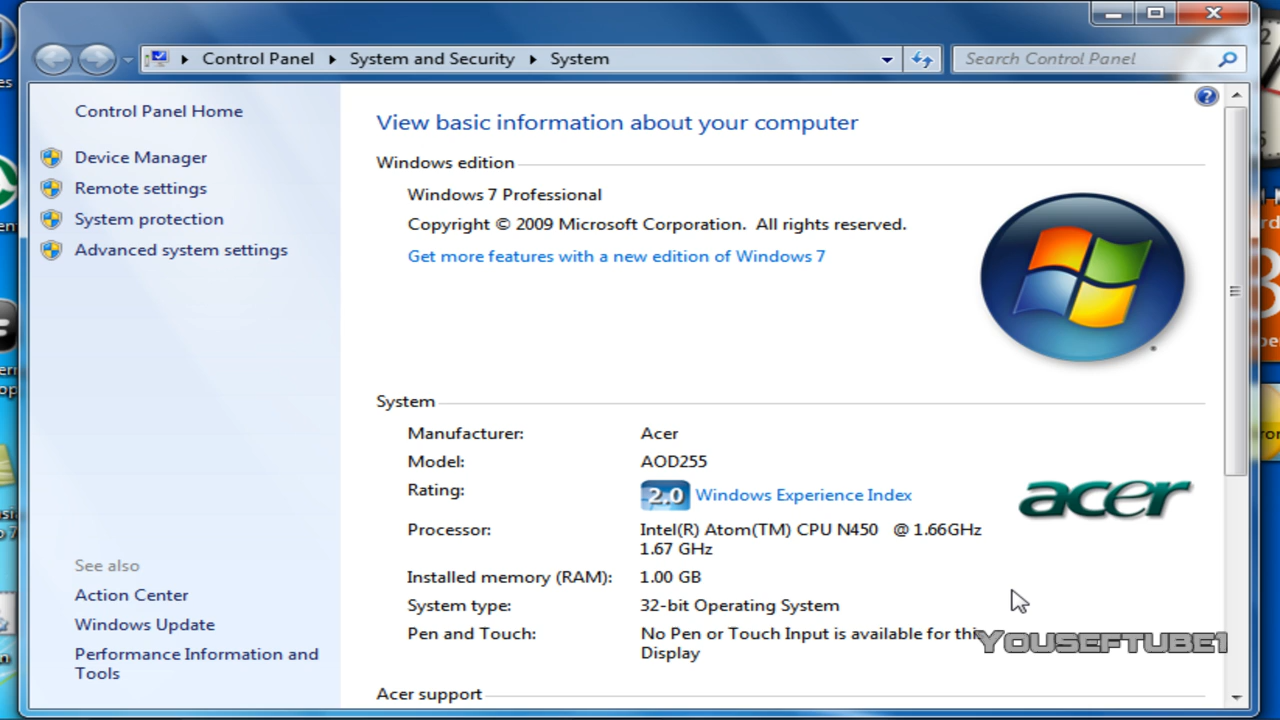 Control Panel System and Security System
Search Control Panel
Control Panel Home
Device Manager
Remote settings
System protection
Advanced system settings
See also
Action Center
Windows Update
Performance Information and
Tools
View basic information about your computer
Windows edition
Windows 7 Professional
Copyright © 2009 Microsoft Corporation. All rights reserved.
Get more features with a new edition of Windows 7
System
Manufacturer: Acer
Model: AOD255
Rating: 2.0 Windows Experience Index
Processor: Intel(R) Atom(TM) CPU N450 @ 1.66GHz
1.67 GHz
Installed memory (RAM): 1.00 GB
System type: 32-bit Operating System
Pen and Touch: No Pen or Touch Input is available for this
Display
acer
YOUSEFTUBE1
Acer support